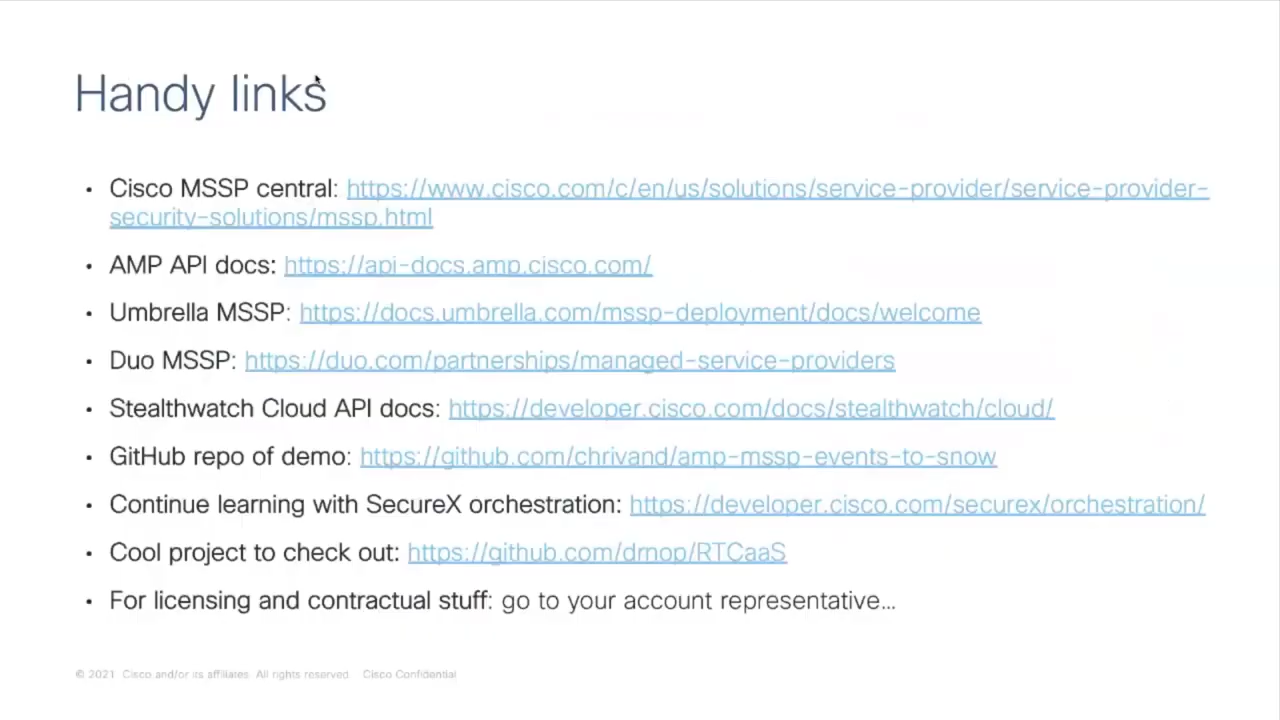 Handy links
• Cisco MSSP central: https://www.cisco.com/c/en/us/solutions/service-provider/service-provider-
security-solutions/mssp.html
• AMP API docs: https://api-docs.amp.cisco.com/
• Umbrella MSSP: https://docs.umbrella.com/mssp-deployment/docs/welcome
• Duo MSSP: https://duo.com/partnerships/managed-service-providers
• Stealthwatch Cloud API docs: https://developer.cisco.com/docs/stealthwatch/cloud/
• GitHub repo of demo: https://github.com/chrivand/amp-mssp-events-to-snow
• Continue learning with SecureX orchestration: https://developer.cisco.com/securex/orchestration/
• Cool project to check out: https://github.com/drnop/RTCaaS
• For licensing and contractual stuff: go to your account representative…
© 2021 Cisco and/or its affiliates. All rights reserved. Cisco Confidential